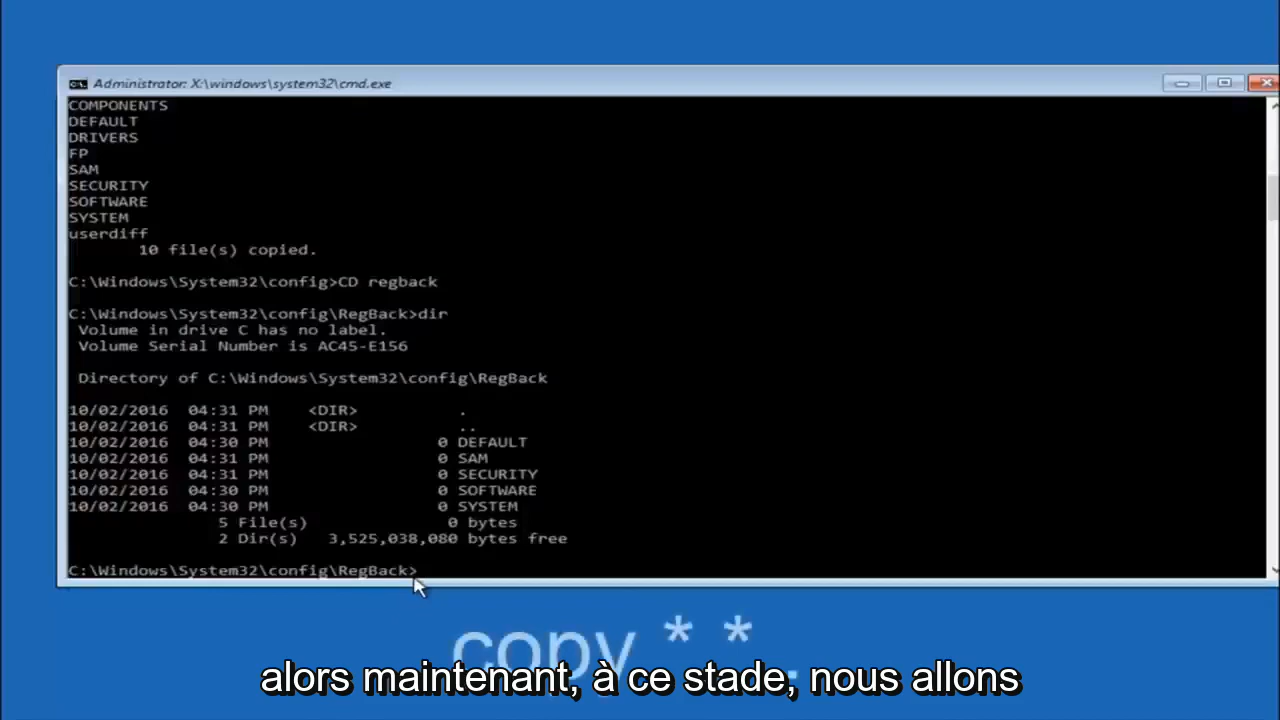 Administrator: X:\windows\system32\cmd.exe
COMPONENTS
DEFAULT
DRIVERS
FP
SAM
SECURITY
SOFTWARE
SYSTEM
userdiff
10 file(s) copied.
C:\Windows\System32\config>CD regback
C:\Windows\System32\config\RegBack>dir
Volume in drive C has no label.
Volume Serial Number is AC45-E156
Directory of C:\Windows\System32\config\RegBack
10/02/2016 04:31 PM <DIR> .
10/02/2016 04:31 PM <DIR> ..
10/02/2016 04:30 PM 0 DEFAULT
10/02/2016 04:31 PM 0 SAM
10/02/2016 04:31 PM 0 SECURITY
10/02/2016 04:30 PM 0 SOFTWARE
10/02/2016 04:30 PM 0 SYSTEM
5 File(s) 0 bytes
2 Dir(s) 3,525,038,080 bytes free
C:\Windows\System32\config\RegBack>
copy *.*.
alors maintenant, à ce stade, nous allons